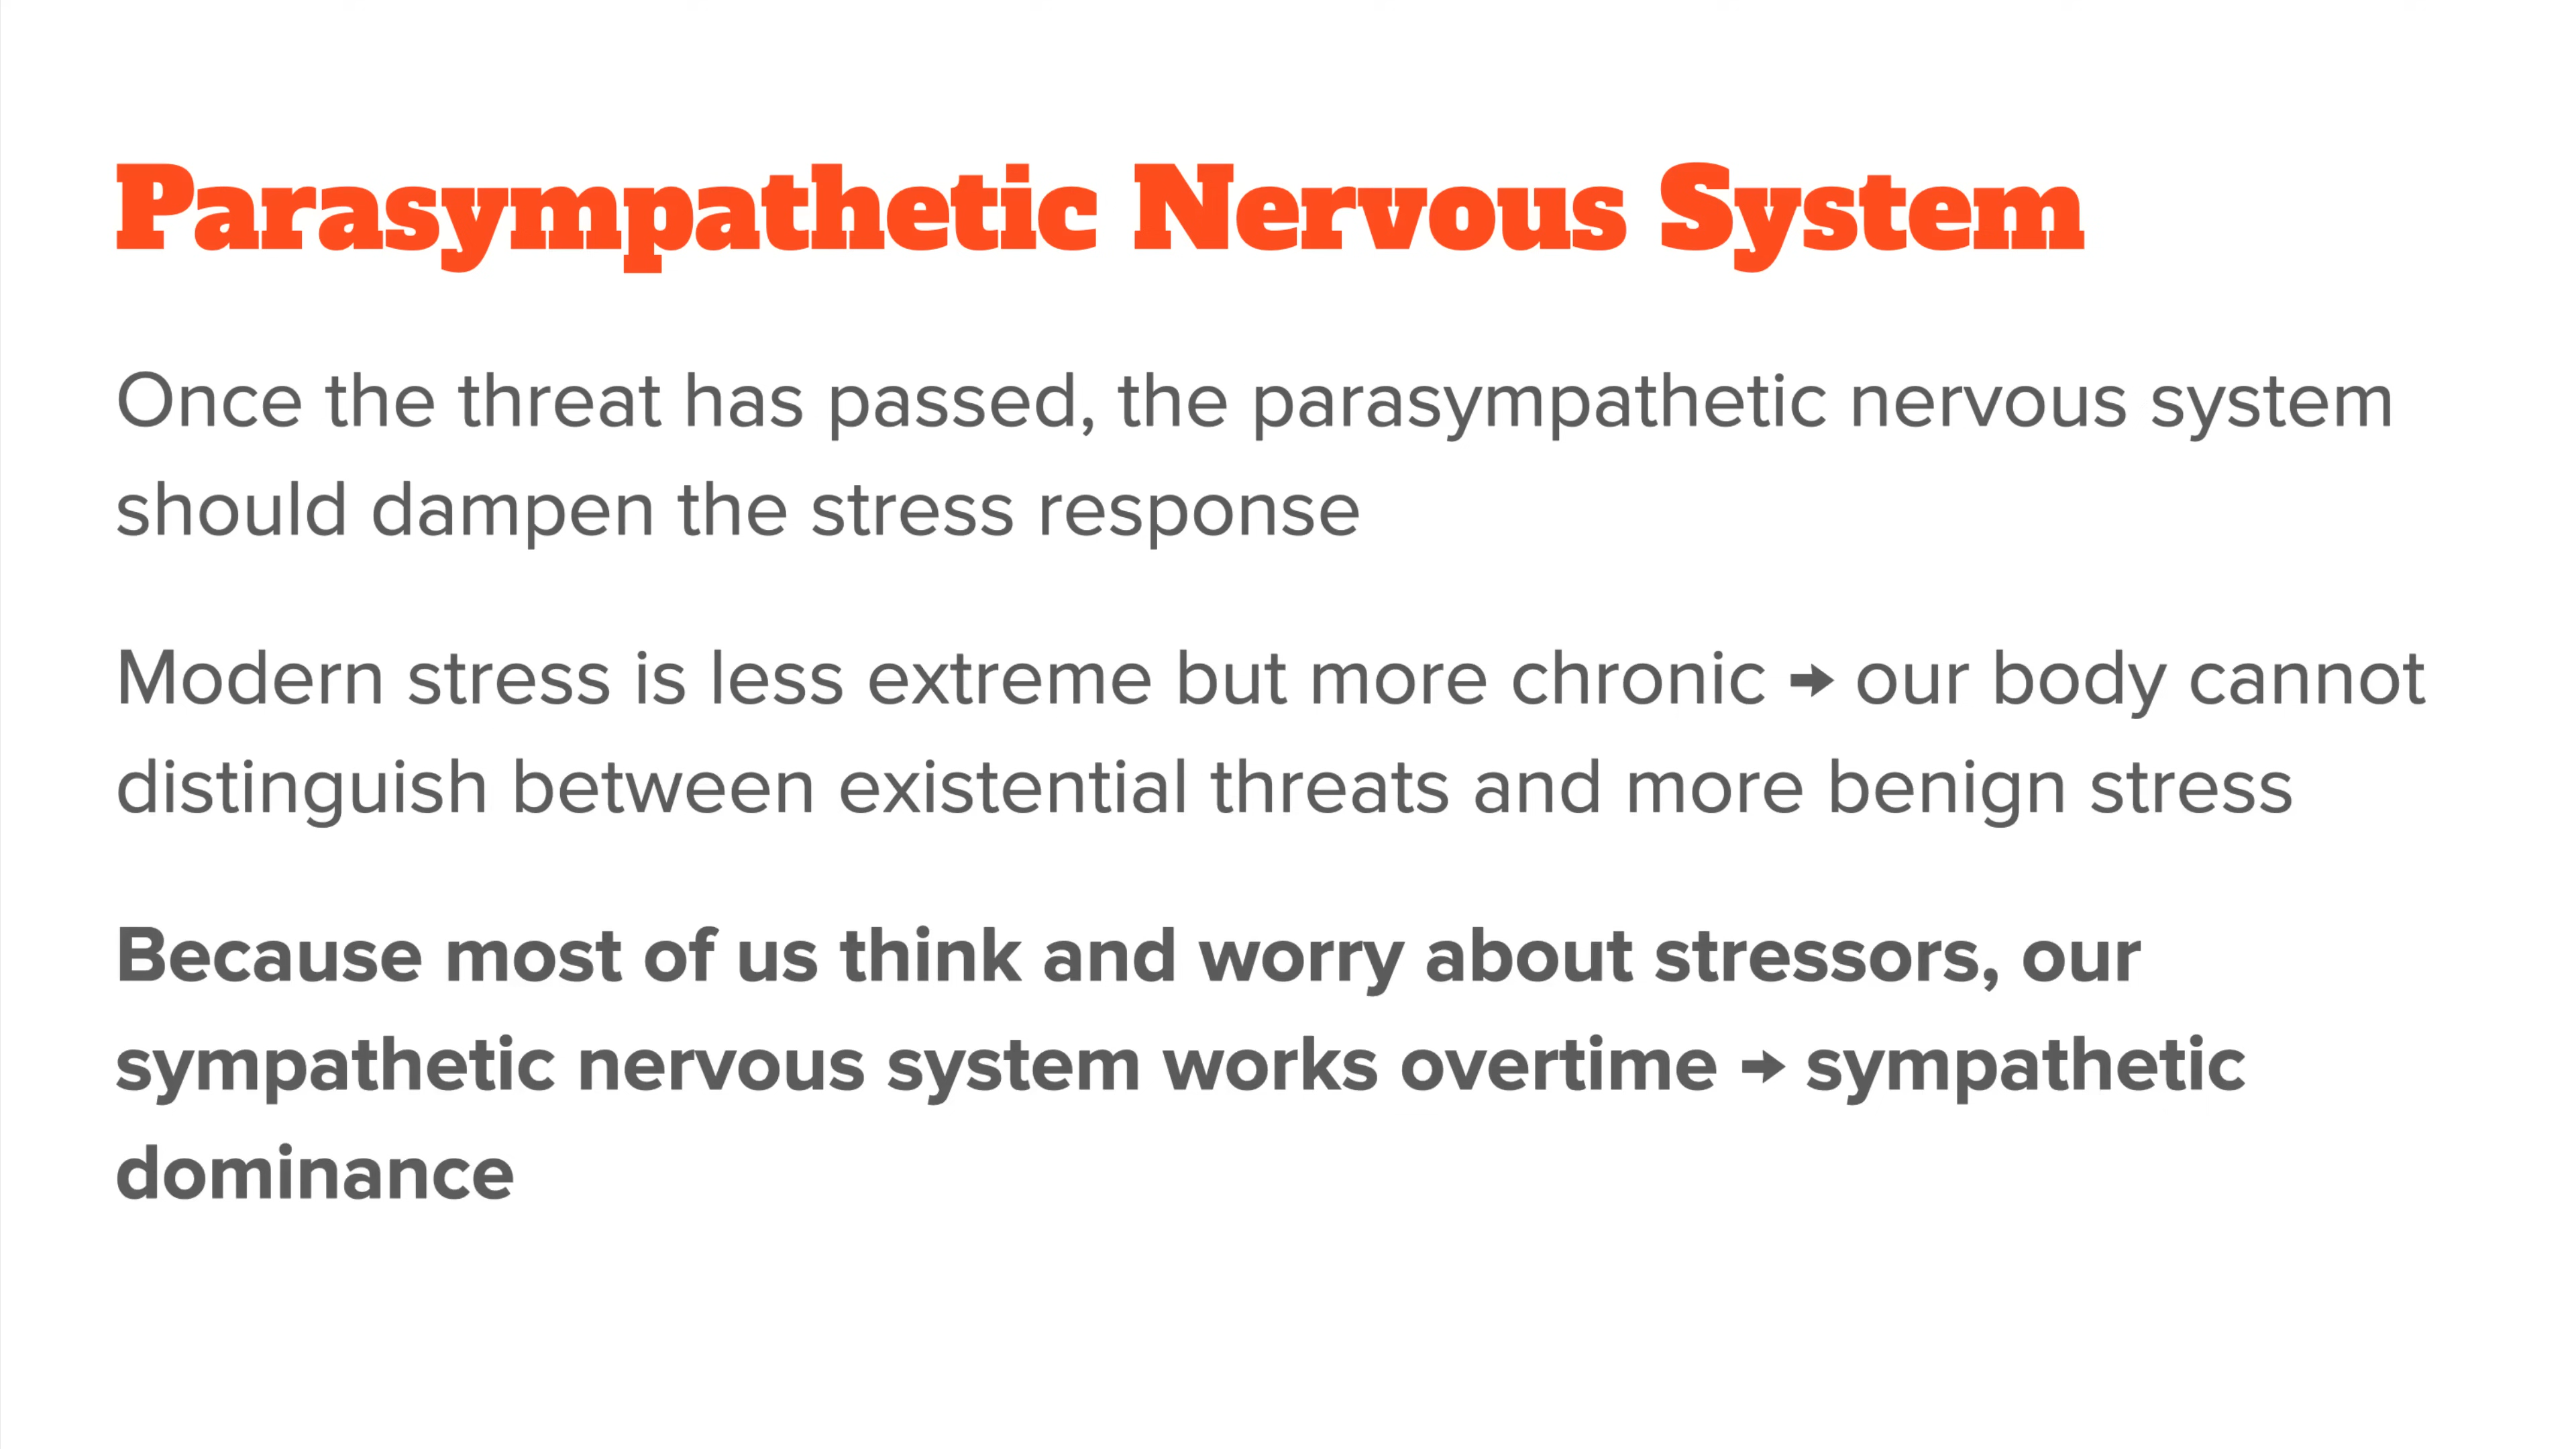 Parasympathetic Nervous System
Once the threat has passed, the parasympathetic nervous system
should dampen the stress response
Modern stress is less extreme but more chronic → our body cannot
distinguish between existential threats and more benign stress
Because most of us think and worry about stressors, our
sympathetic nervous system works overtime → sympathetic
dominance